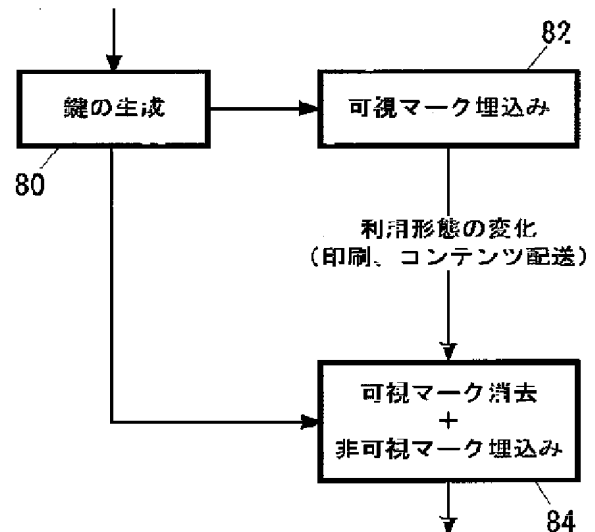 82
鍵の生成
可視マーク埋込み
80
利用形態の変化
(印刷、コンテンツ配送)
可視マーク消去
+
非可視マーク埋込み
84